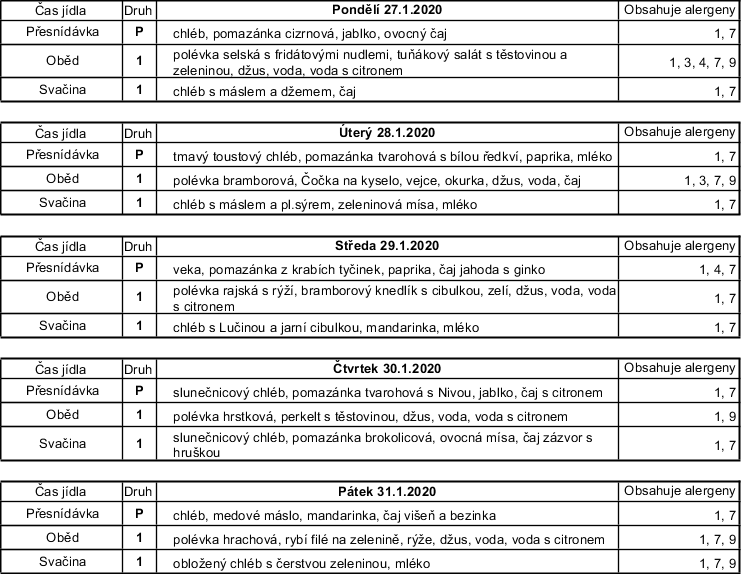 Čas jídla Druh Pondělí 27.1.2020 Obsahuje alergeny
Přesnídávka P chléb, pomazánka cizrnová, jablko, ovocný čaj 1, 7
Oběd 1 polévka selská s fridátovými nudlemi, tuňákový salát s těstovinou a
zeleninou, džus, voda, voda s citronem 1, 3, 4, 7, 9
Svačina 1 chléb s máslem a džemem, čaj 1, 7
Čas jídla Druh Úterý 28.1.2020 Obsahuje alergeny
Přesnídávka P tmavý toustový chléb, pomazánka tvarohová s bílou ředkví, paprika, mléko 1, 7
Oběd 1 polévka bramborová, Čočka na kyselo, vejce, okurka, džus, voda, čaj 1, 3, 7, 9
Svačina 1 chléb s máslem a pl.sýrem, zeleninová mísa, mléko 1, 7
Čas jídla Druh Středa 29.1.2020 Obsahuje alergeny
Přesnídávka P veka, pomazánka z krabích tyčinek, paprika, čaj jahoda s ginko 1, 4, 7
Oběd 1 polévka rajská s rýží, bramborový knedlík s cibulkou, zelí, džus, voda, voda
s citronem 1, 7
Svačina 1 chléb s Lučinou a jarní cibulkou, mandarinka, mléko 1, 7
Čas jídla Druh Čtvrtek 30.1.2020 Obsahuje alergeny
Přesnídávka P slunečnicový chléb, pomazánka tvarohová s Nivou, jablko, čaj s citronem 1, 7
Oběd 1 polévka hrstková, perkelt s těstovinou, džus, voda, voda s citronem 1, 9
Svačina 1 slunečnicový chléb, pomazánka brokolicová, ovocná mísa, čaj zázvor s
hruškou 1, 7
Čas jídla Druh Pátek 31.1.2020 Obsahuje alergeny
Přesnídávka P chléb, medové máslo, mandarinka, čaj višeň a bezinka 1, 7
Oběd 1 polévka hrachová, rybí filé na zelenině, rýže, džus, voda, voda s citronem 1, 7, 9
Svačina 1 obložený chléb s čerstvou zeleninou, mléko 1, 7, 9